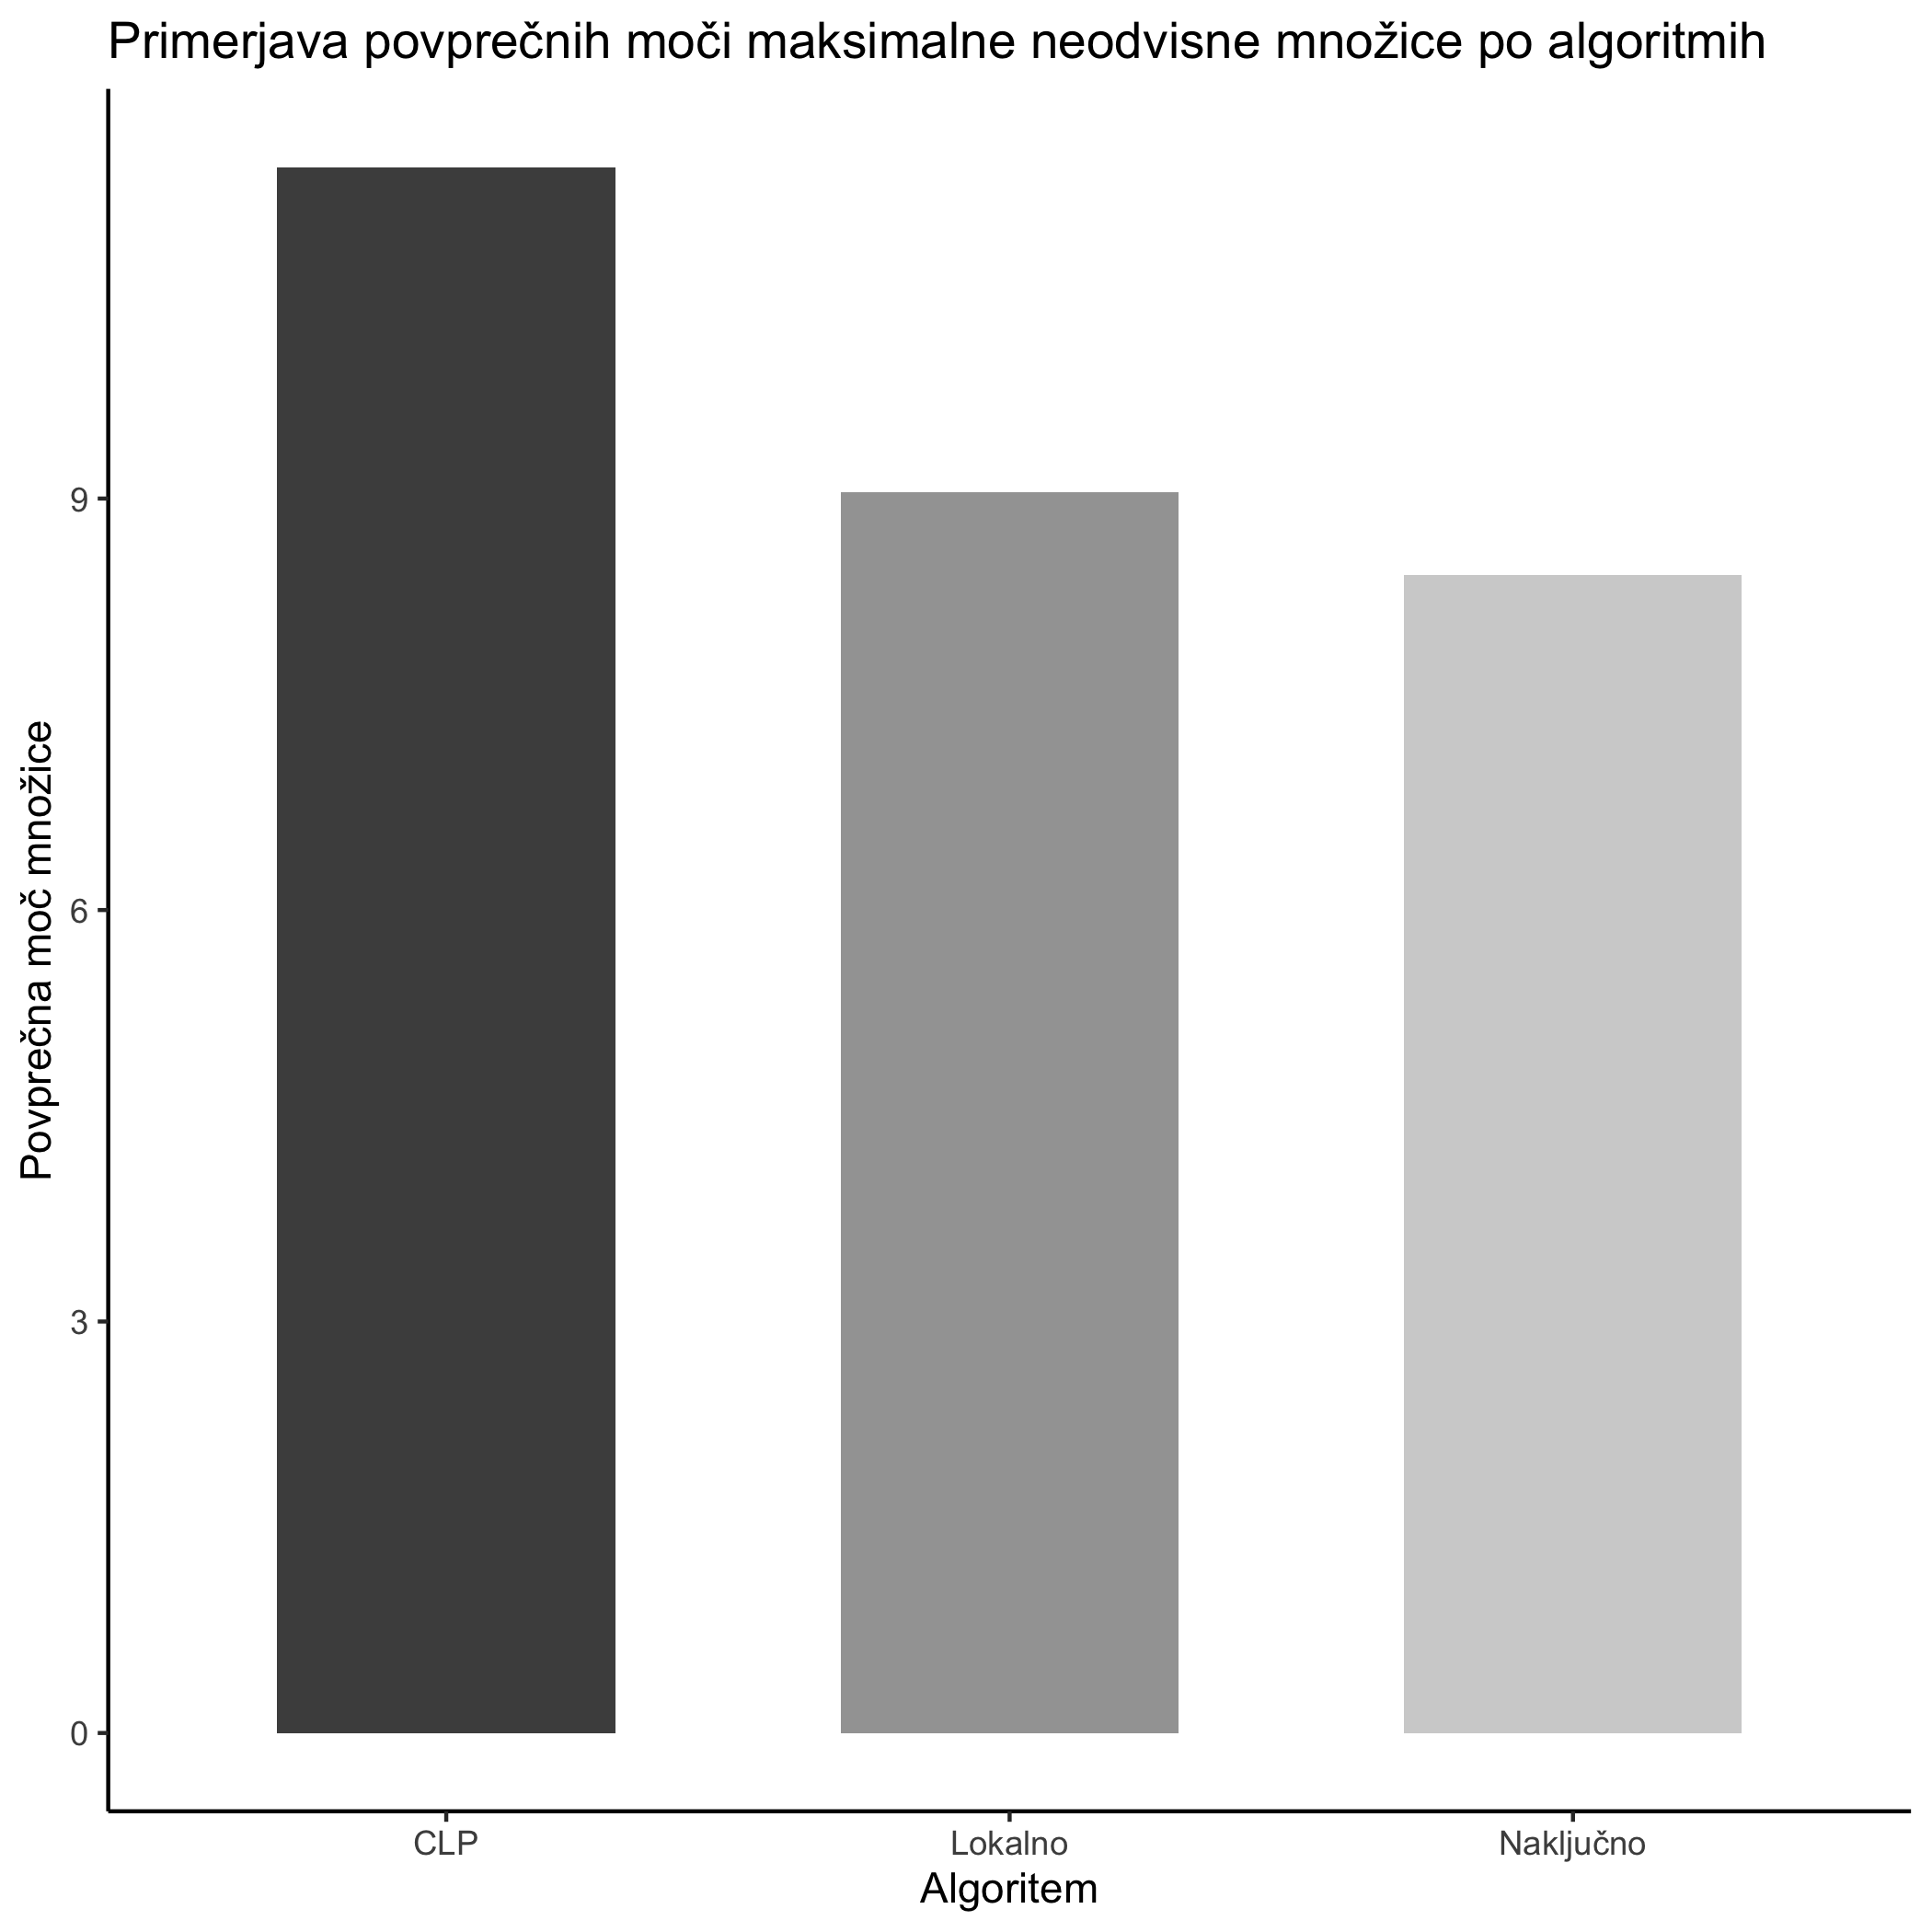 Primerjava povprečnih moči maksimalne neodvisne množice po algoritmih
Povprečna moč množice
9
6
3
0
CLP
Lokalno
Naključno
Algoritem